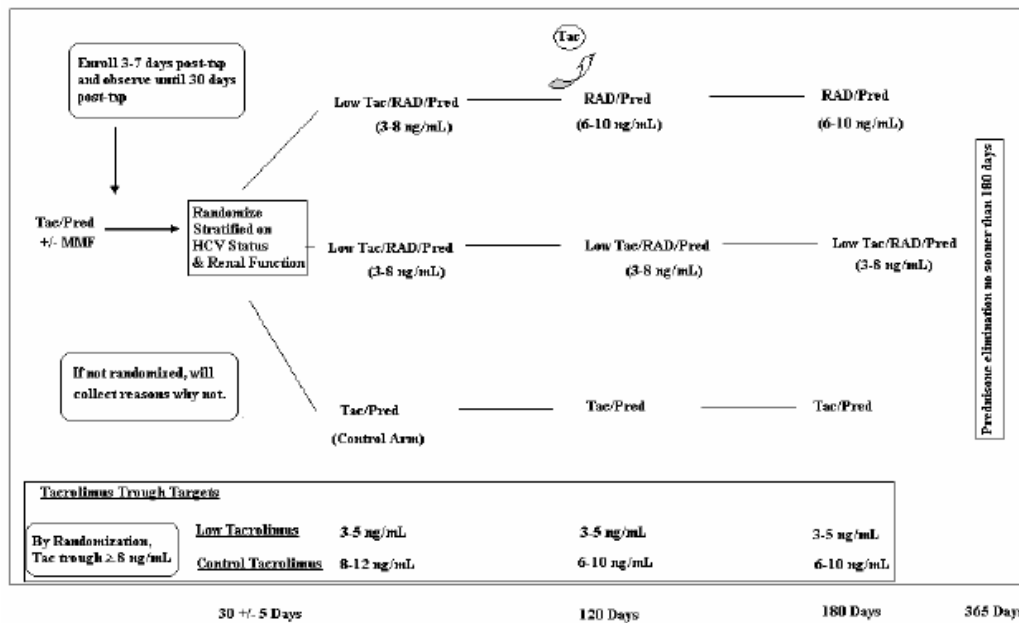 Enroll 3-7 days post-txp
and observe until 30 days
post-txp
Tac
Low Tac/RAD/Pred
(3-8 ng/mL)
RAD/Pred
(6-10 ng/mL)
RAD/Pred
(6-10 ng/mL)
Tac/Pred
+/- MMF
Randomize
Stratified on
HCV Status
& Renal Function
Low Tac/RAD/Pred
(3-8 ng/mL)
Low Tac/RAD/Pred
(3-8 ng/mL)
Low Tac/RAD/Pred
(3-8 ng/mL)
Prednisone elimination no sooner than 180 days
If not randomized, will
collect reasons why not.
Tac/Pred
(Control Arm)
Tac/Pred
Tac/Pred
Tacrolimus Trough Targets
By Randomization,
Tac trough ≥ 8 ng/mL
Low Tacrolimus 3-5 ng/mL 3-5 ng/mL 3-5 ng/mL
Control Tacrolimus 8-12 ng/mL 6-10 ng/mL 6-10 ng/mL
30 +/- 5 Days 120 Days 180 Days 365 Days